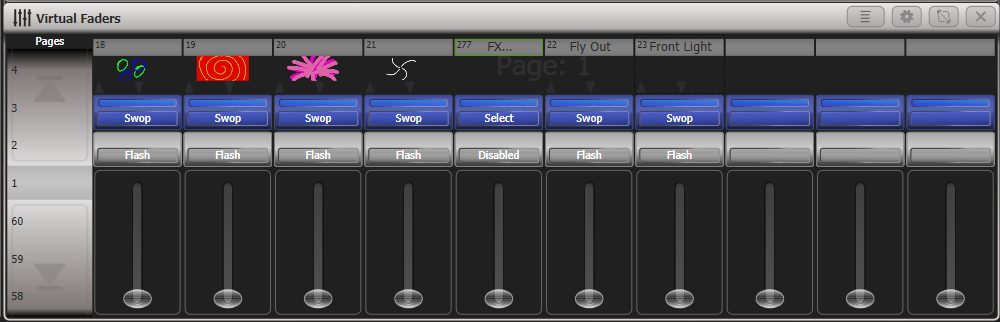 Virtual Faders
Pages
18 19 20 21 277 FX... 22 Fly Out 23 Front Light
Page: 1
4
3
2
1
60
59
58
Swop Swop Swop Swop Select Swop Swop
Flash Flash Flash Flash Disabled Flash Flash